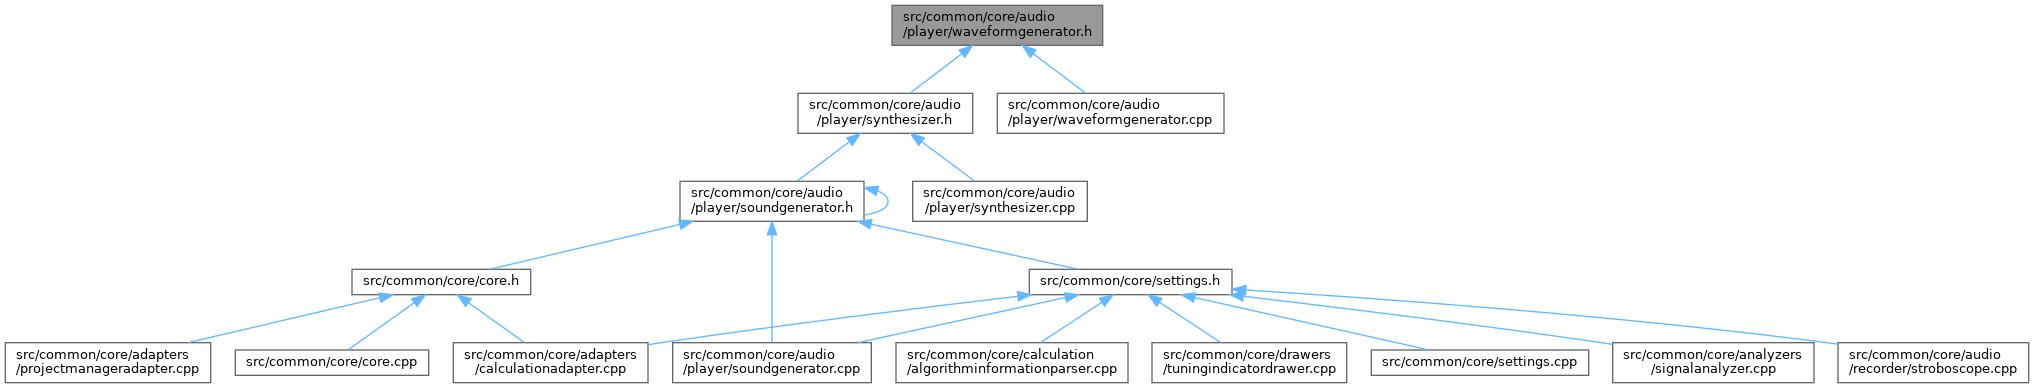 src/common/core/audio
/player/waveformgenerator.h
src/common/core/audio
/player/synthesizer.h
src/common/core/audio
/player/waveformgenerator.cpp
src/common/core/audio
/player/soundgenerator.h
src/common/core/audio
/player/synthesizer.cpp
src/common/core/core.h
src/common/core/settings.h
src/common/core/adapters
/projectmanageradapter.cpp
src/common/core/core.cpp
src/common/core/adapters
/calculationadapter.cpp
src/common/core/audio
/player/soundgenerator.cpp
src/common/core/calculation
/algorithminformationparser.cpp
src/common/core/drawers
/tuningindicatordrawer.cpp
src/common/core/settings.cpp
src/common/core/analyzers
/signalanalyzer.cpp
src/common/core/audio
/recorder/stroboscope.cpp